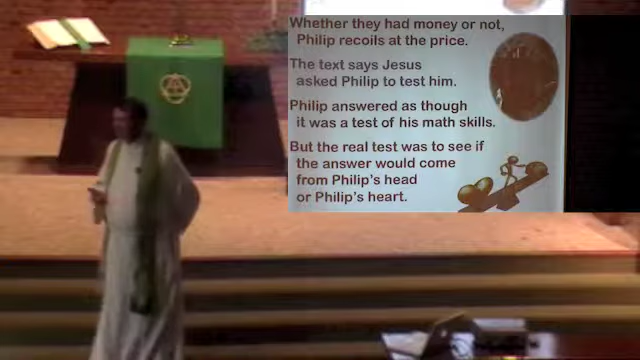 Whether they had money or not,
Philip recoils at the price.
The text says Jesus
asked Philip to test him.
Philip answered as though
it was a test of his math skills.
But the real test was to see if
the answer would come
from Philip's head
or Philip's heart.